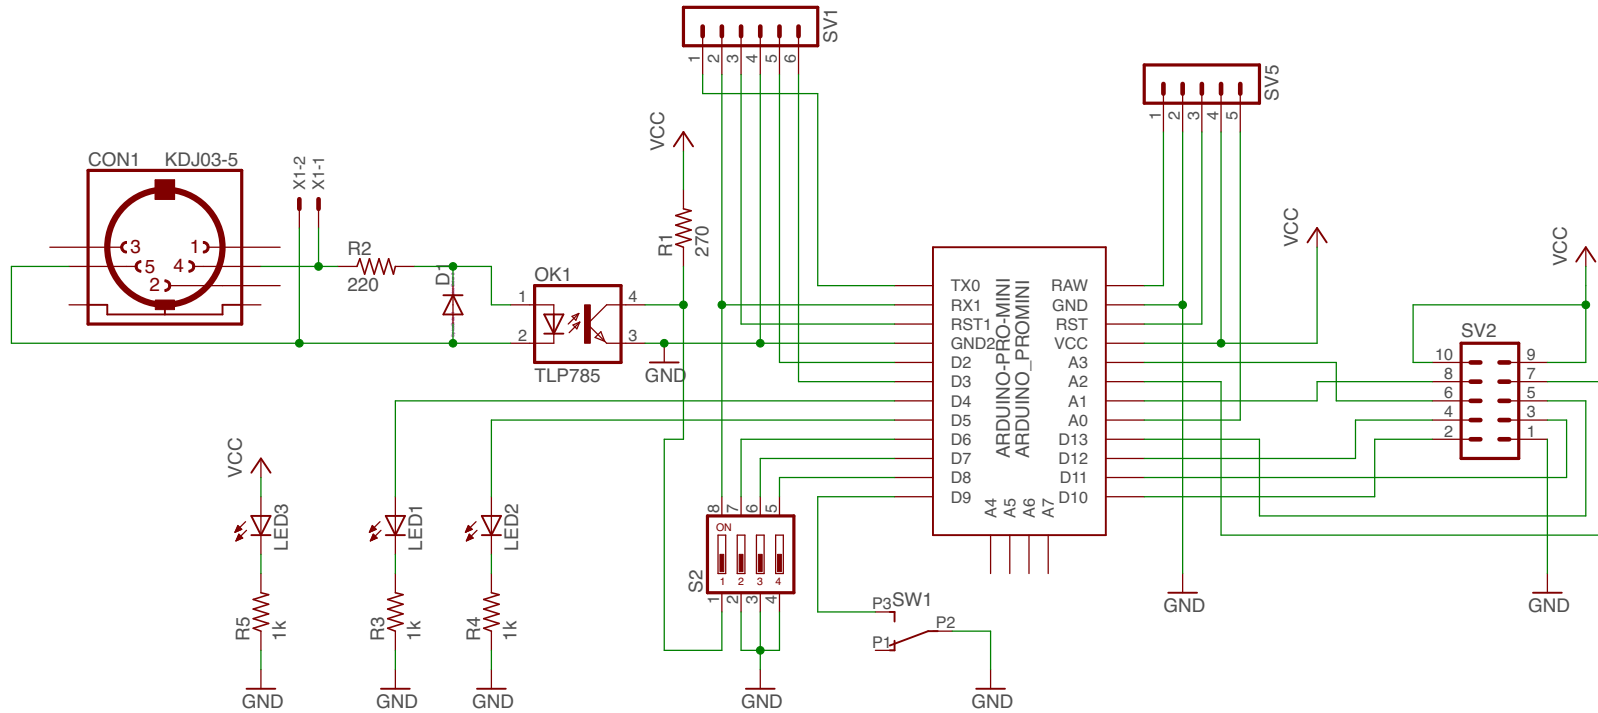 SV1
1 2 3 4 5 6
SV5
1 2 3 4 5
VCC
CON1 KDJ03-5
X1-2
X1-1
3 1
5 4
2
R2
220
D1
OK1
1 4
2 3
TLP785
R1
270
GND
VCC
VCC
ARDUINO-PRO-MINI
ARDUINO_PROMINI
TX0 RAW
RX1 GND
RST1 RST
GND2 VCC
D2 A3
D3 A2
D4 A1
D5 A0
D6 D13
D7 D12
D8 D11
D9 D10
A4 A5 A6 A7
SV2
10 9
8 7
6 5
4 3
2 1
VCC
LED3
LED1
LED2
R5
1k
R3
1k
R4
1k
8 7 6 5
ON
1 2 3 4
S2
1 2 3 4
P3 SW1
P2
P1
GND
GND
GND
GND
GND
GND
GND